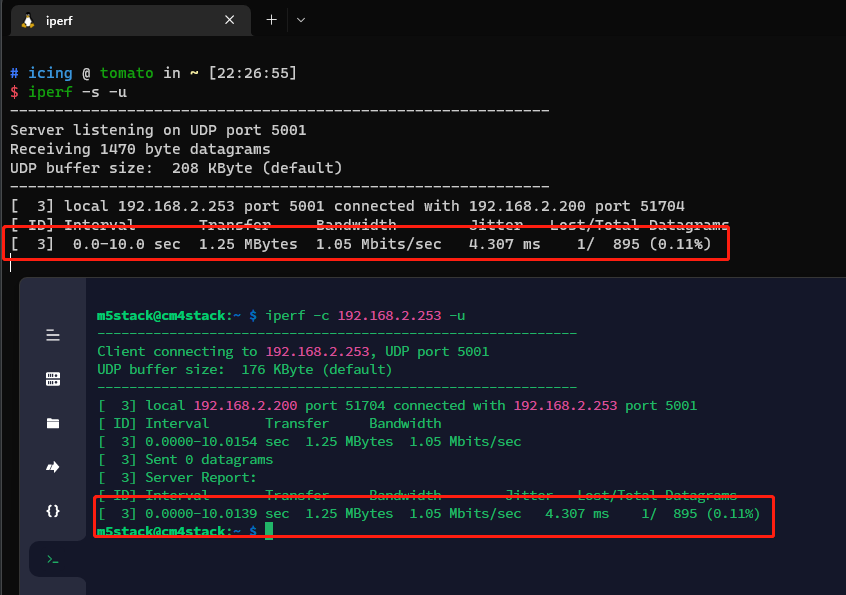 iperf
# icing @ tomato in ~ [22:26:55]
$ iperf -s -u
------------------------------------------------------------
Server listening on UDP port 5001
Receiving 1470 byte datagrams
UDP buffer size:  208 KByte (default)
------------------------------------------------------------
[  3] local 192.168.2.253 port 5001 connected with 192.168.2.200 port 51704
[ ID] Interval       Transfer     Bandwidth        Jitter   Lost/Total Datagrams
[  3]  0.0-10.0 sec  1.25 MBytes  1.05 Mbits/sec   4.307 ms    1/  895 (0.11%)
m5stack@cm4stack:~ $ iperf -c 192.168.2.253 -u
------------------------------------------------------------
Client connecting to 192.168.2.253, UDP port 5001
UDP buffer size:  176 KByte (default)
------------------------------------------------------------
[  3] local 192.168.2.200 port 51704 connected with 192.168.2.253 port 5001
[ ID] Interval       Transfer     Bandwidth
[  3] 0.0000-10.0154 sec  1.25 MBytes  1.05 Mbits/sec
[  3] Sent 0 datagrams
[  3] Server Report:
[ ID] Interval       Transfer     Bandwidth        Jitter   Lost/Total Datagrams
[  3] 0.0000-10.0139 sec  1.25 MBytes  1.05 Mbits/sec   4.307 ms    1/  895 (0.11%)
m5stack@cm4stack:~ $